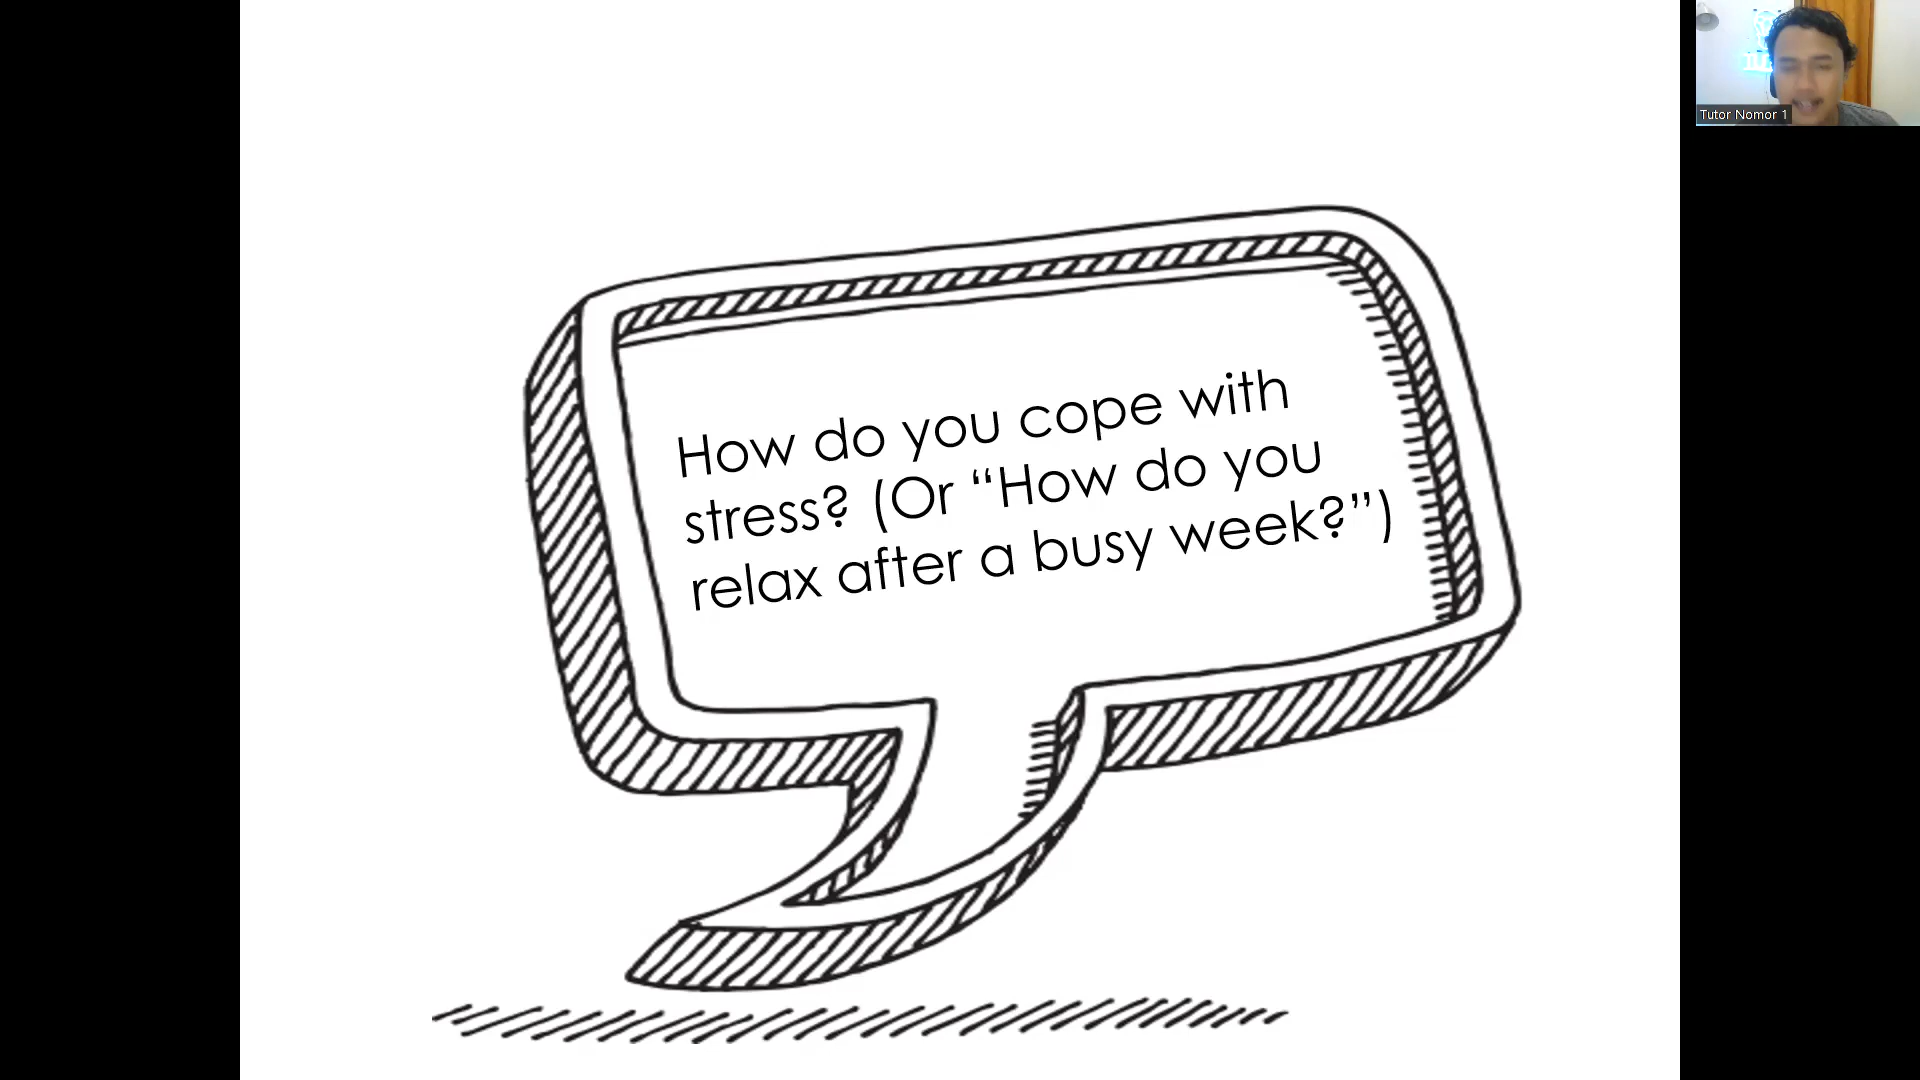 How do you cope with
stress? (Or “How do you
relax after a busy week?”)
Tutor Nomor 1